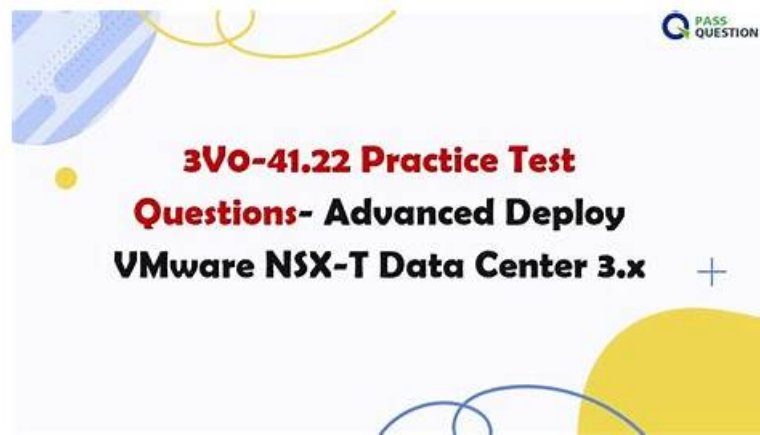 PASS
QUESTION
3V0-41.22 Practice Test
Questions- Advanced Deploy
VMware NSX-T Data Center 3.x